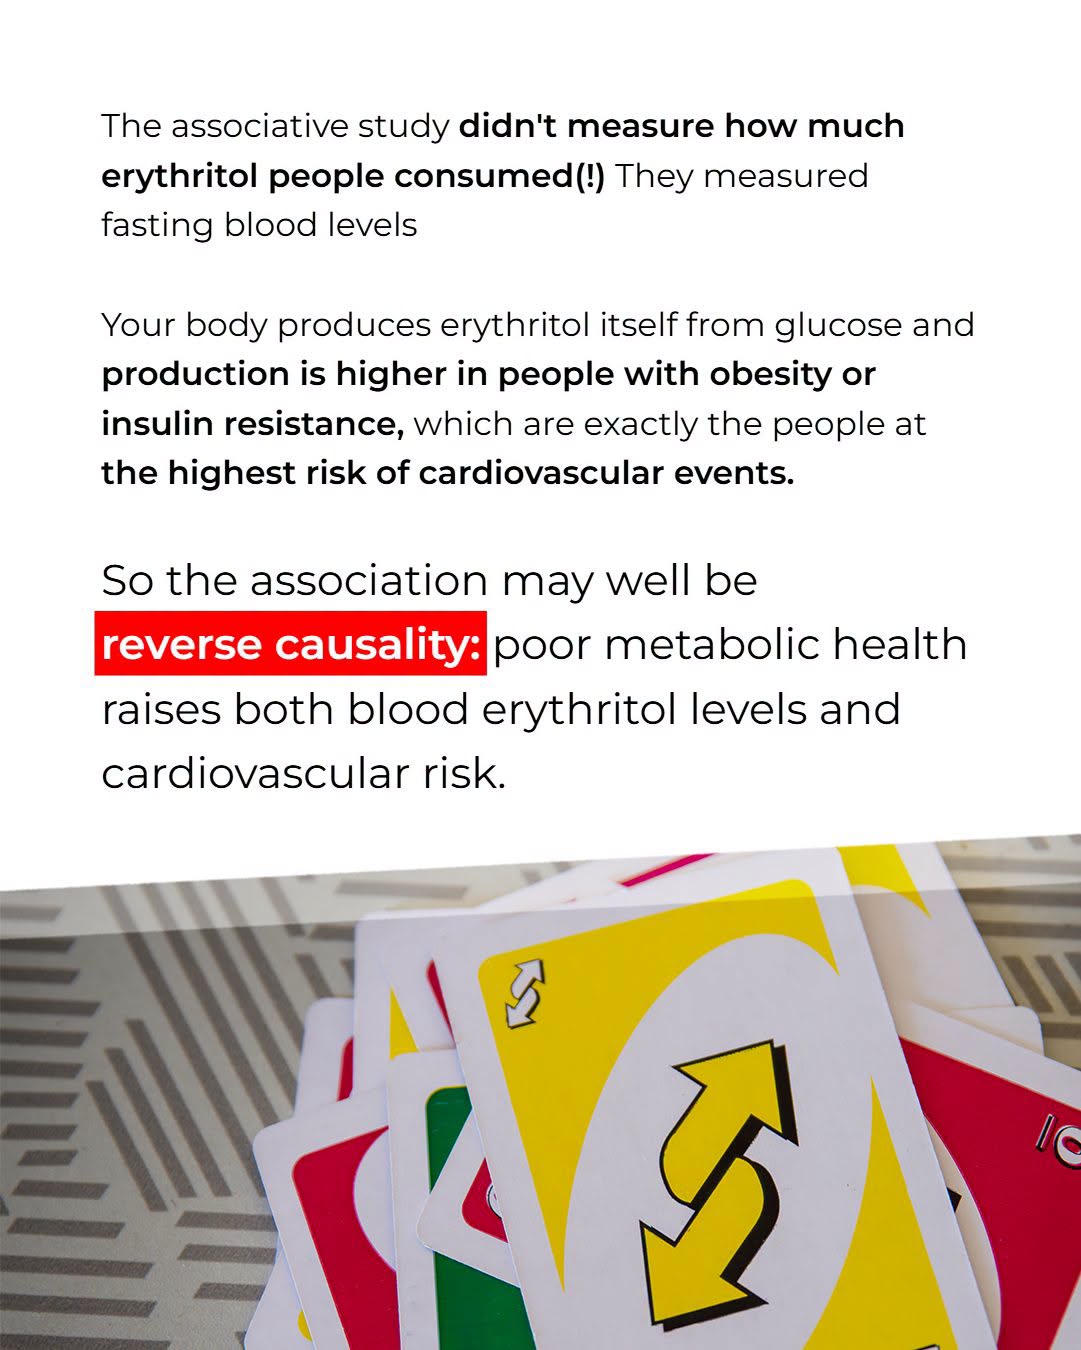 The associative study didn't measure how much
erythritol people consumed(!) They measured
fasting blood levels
Your body produces erythritol itself from glucose and
production is higher in people with obesity or
insulin resistance, which are exactly the people at
the highest risk of cardiovascular events.
So the association may well be
reverse causality: poor metabolic health
raises both blood erythritol levels and
cardiovascular risk.